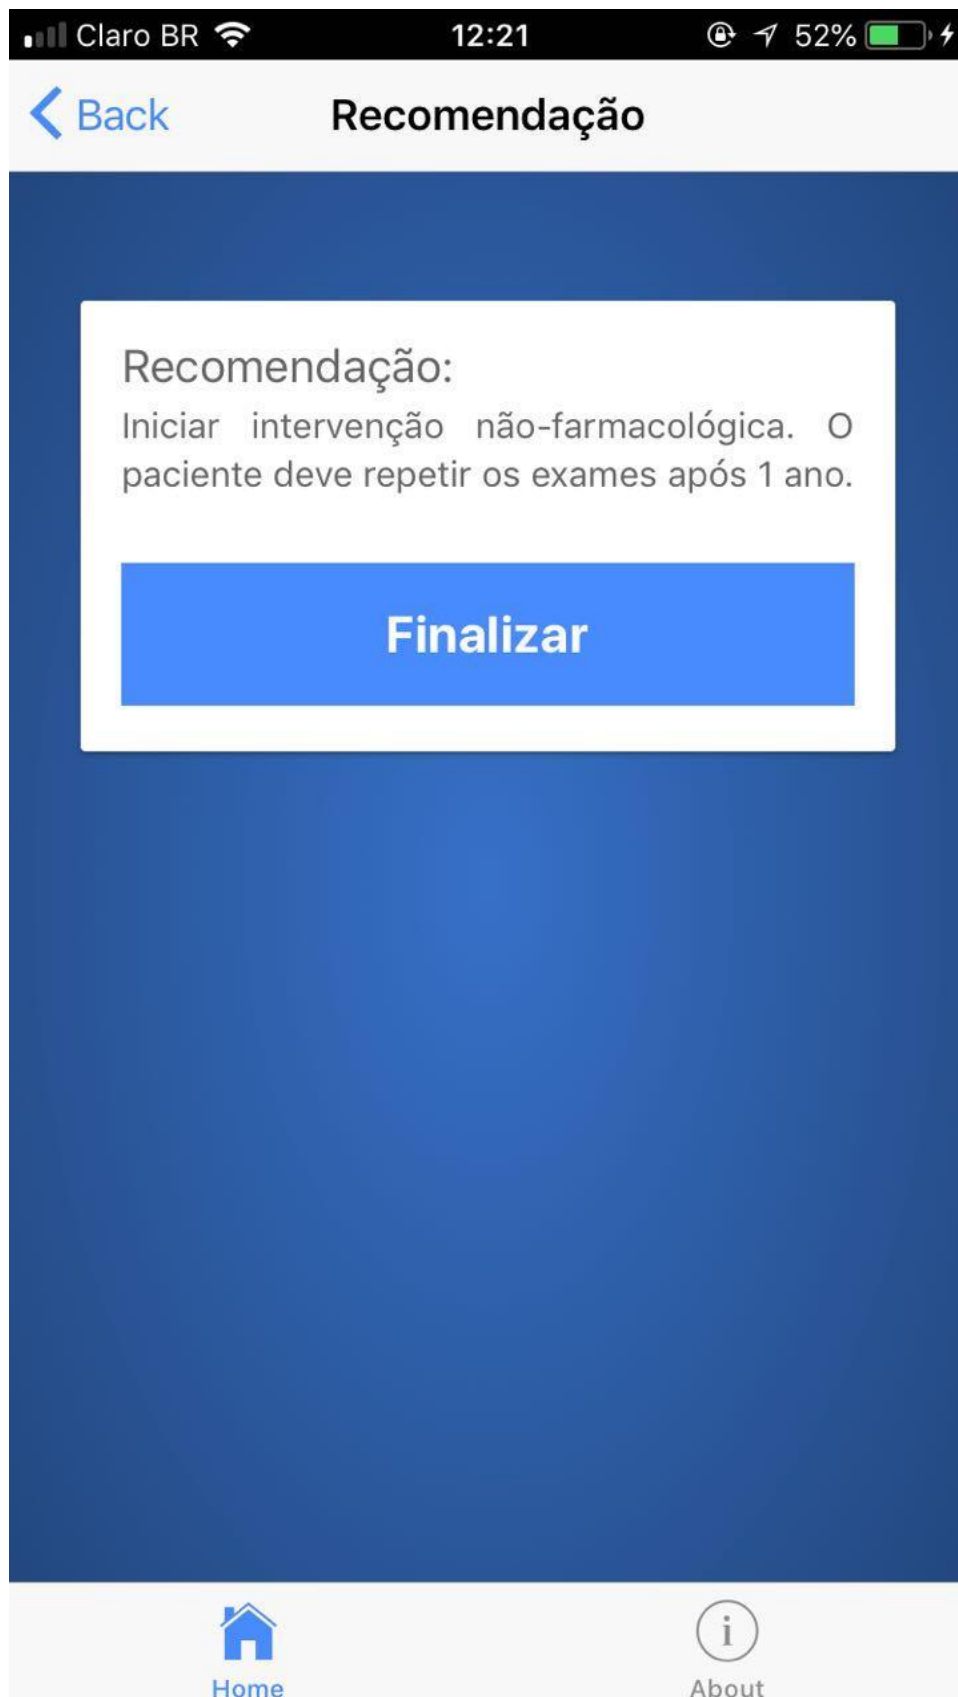 Claro BR 12:21 52%
Back Recomendação
Recomendação:
Iniciar intervenção não-farmacológica. O
paciente deve repetir os exames após 1 ano.
Finalizar
Home About